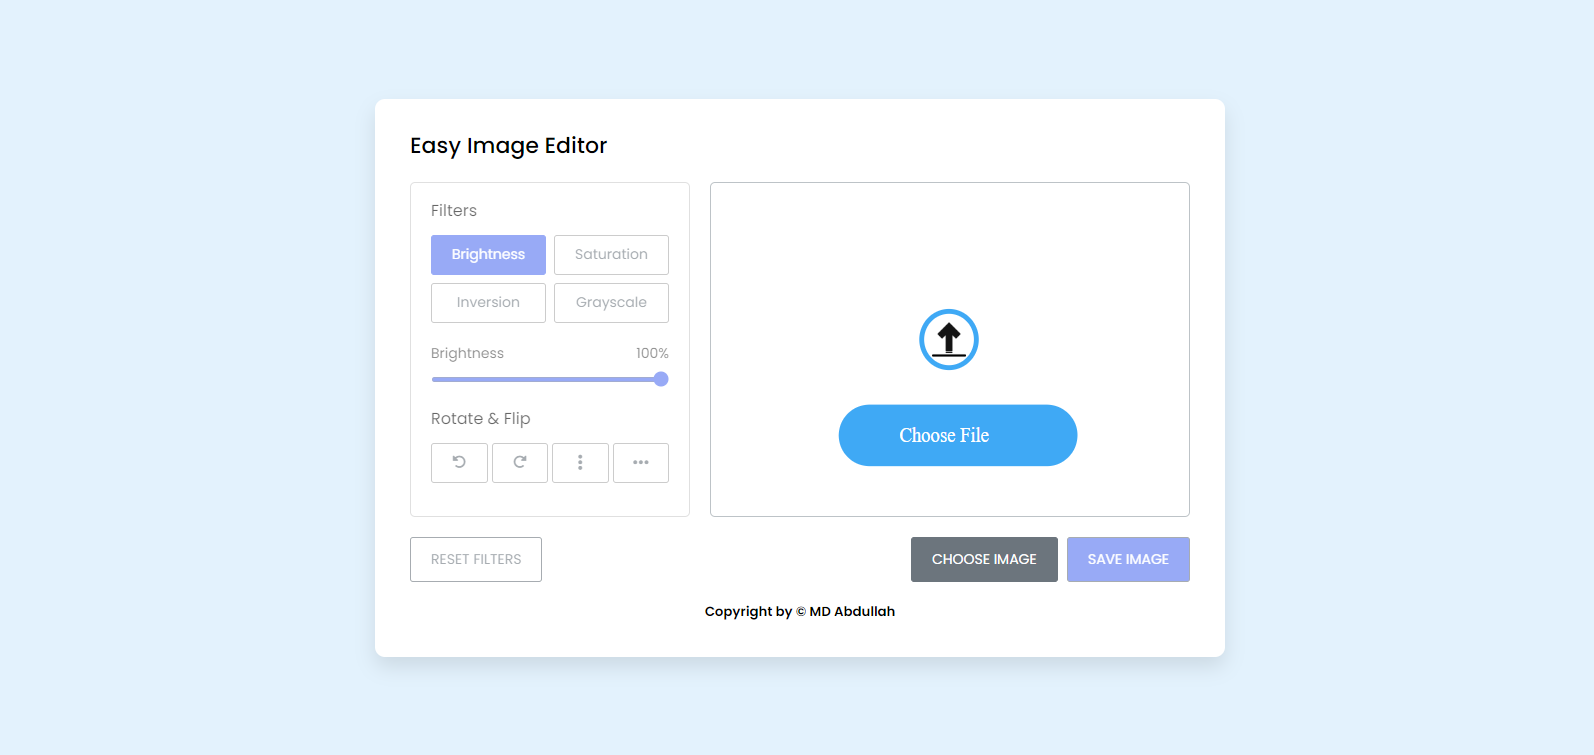 Easy Image Editor
Filters
Brightness Saturation
Inversion Grayscale
Brightness 100%
Rotate & Flip
Choose File
RESET FILTERS CHOOSE IMAGE SAVE IMAGE
Copyright by © MD Abdullah